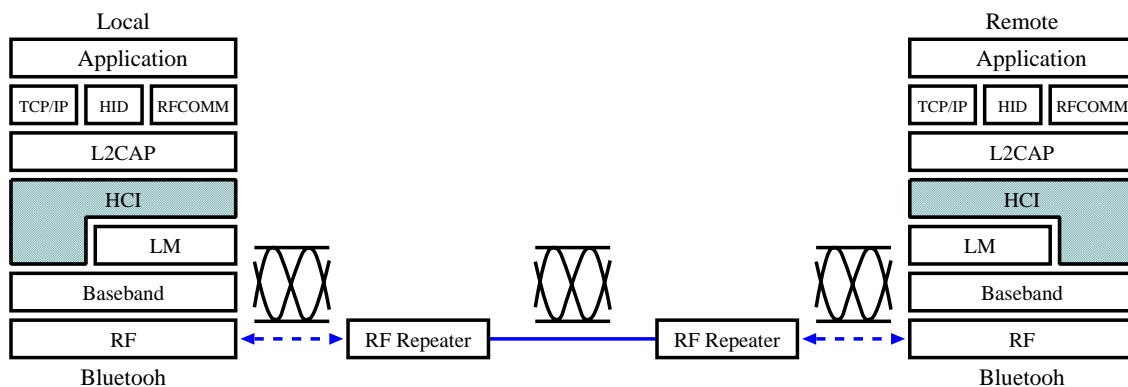 Local Remote
Application Application
TCP/IP HID RFCOMM TCP/IP HID RFCOMM
L2CAP L2CAP
HCI HCI
LM LM
Baseband Baseband
RF RF Repeater RF Repeater RF
Bluetooh Bluetooh